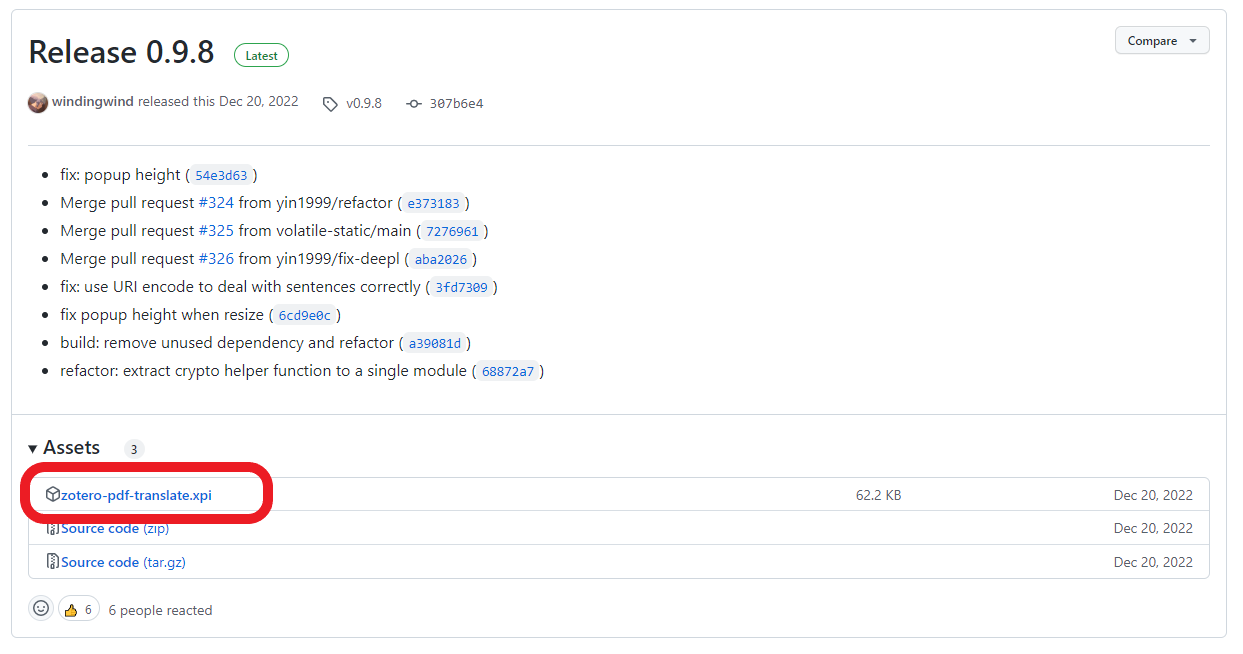 Release 0.9.8 Latest Compare
windingwind released this Dec 20, 2022 v0.9.8 307b6e4
fix: popup height ( 54e3d63 )
Merge pull request #324 from yin1999/refactor ( e373183 )
Merge pull request #325 from volatile-static/main ( 7276961 )
Merge pull request #326 from yin1999/fix-deepl ( aba2026 )
fix: use URI encode to deal with sentences correctly ( 3fd7309 )
fix popup height when resize ( 6cd9e0c )
build: remove unused dependency and refactor ( a39081d )
refactor: extract crypto helper function to a single module ( 68872a7 )
Assets 3
zotero-pdf-translate.xpi 62.2 KB Dec 20, 2022
Source code (zip) Dec 20, 2022
Source code (tar.gz) Dec 20, 2022
6 6 people reacted